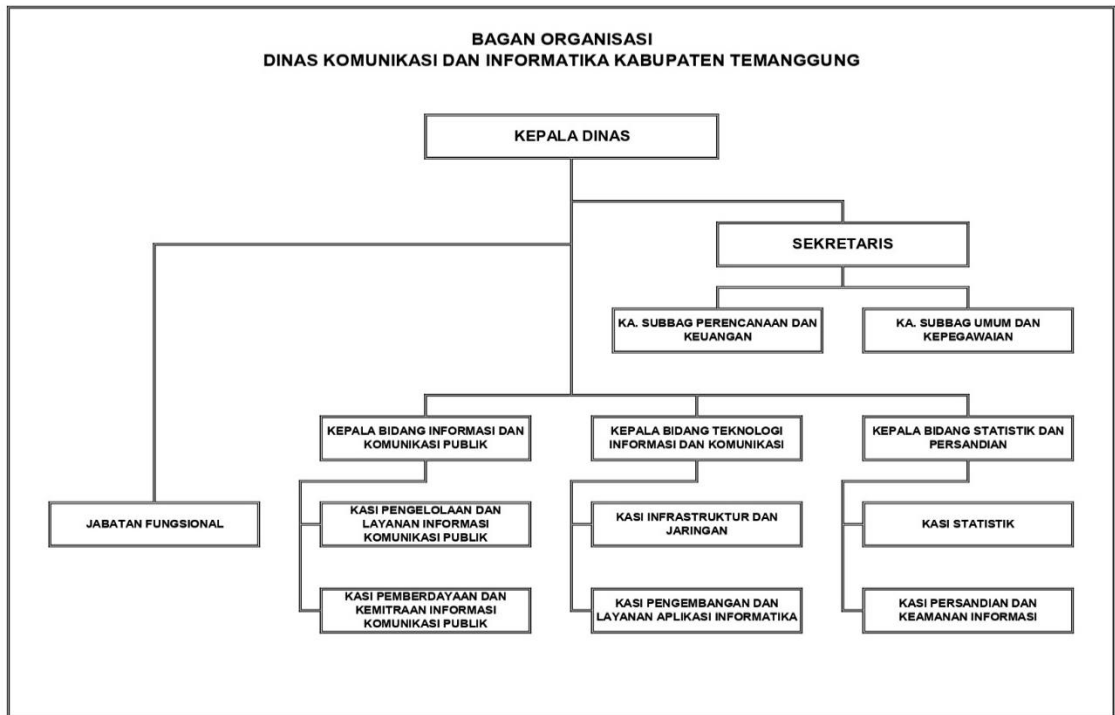 BAGAN ORGANISASI
DINAS KOMUNIKASI DAN INFORMATIKA KABUPATEN TEMANGGUNG
KEPALA DINAS
SEKRETARIS
KA. SUBBAG PERENCANAAN DAN
KEUANGAN
KA. SUBBAG UMUM DAN
KEPEGAWAIAN
KEPALA BIDANG INFORMASI DAN
KOMUNIKASI PUBLIK
KEPALA BIDANG TEKNOLOGI
INFORMASI DAN KOMUNIKASI
KEPALA BIDANG STATISTIK DAN
PERSANDIAN
JABATAN FUNGSIONAL
KASI PENGELOLAAN DAN
LAYANAN INFORMASI
KOMUNIKASI PUBLIK
KASI INFRASTRUKTUR DAN
JARINGAN
KASI STATISTIK
KASI PEMBERDAYAAN DAN
KEMITRAAN INFORMASI
KOMUNIKASI PUBLIK
KASI PENGEMBANGAN DAN
LAYANAN APLIKASI INFORMATIKA
KASI PERSANDIAN DAN
KEAMANAN INFORMASI